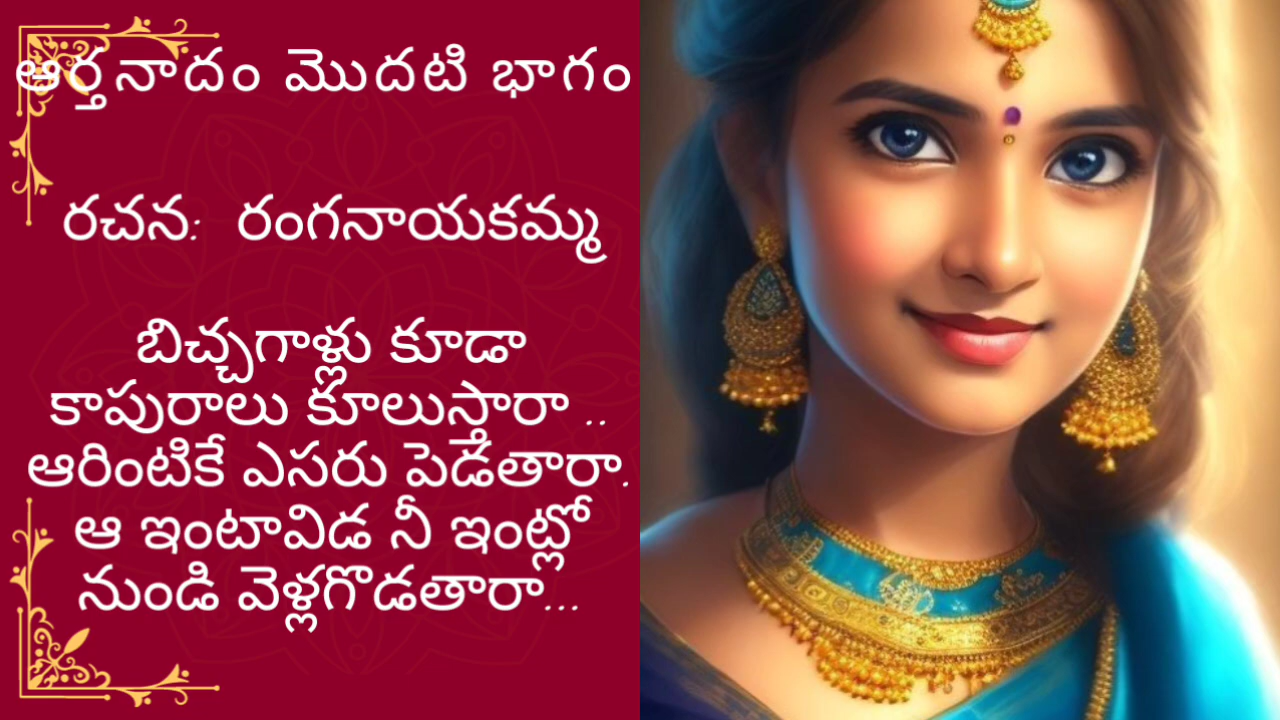 ఆర్తనాదం మొదటి భాగం
రచన: రంగనాయకమ్మ
బిచ్చగాళ్లు కూడా
కాపురాలు కూలుస్తారా ..
ఆరింటికే ఎసరు పెడతారా.
ఆ ఇంటావిడ నీ ఇంట్లో
నుండి వెళ్లగొడతారా...